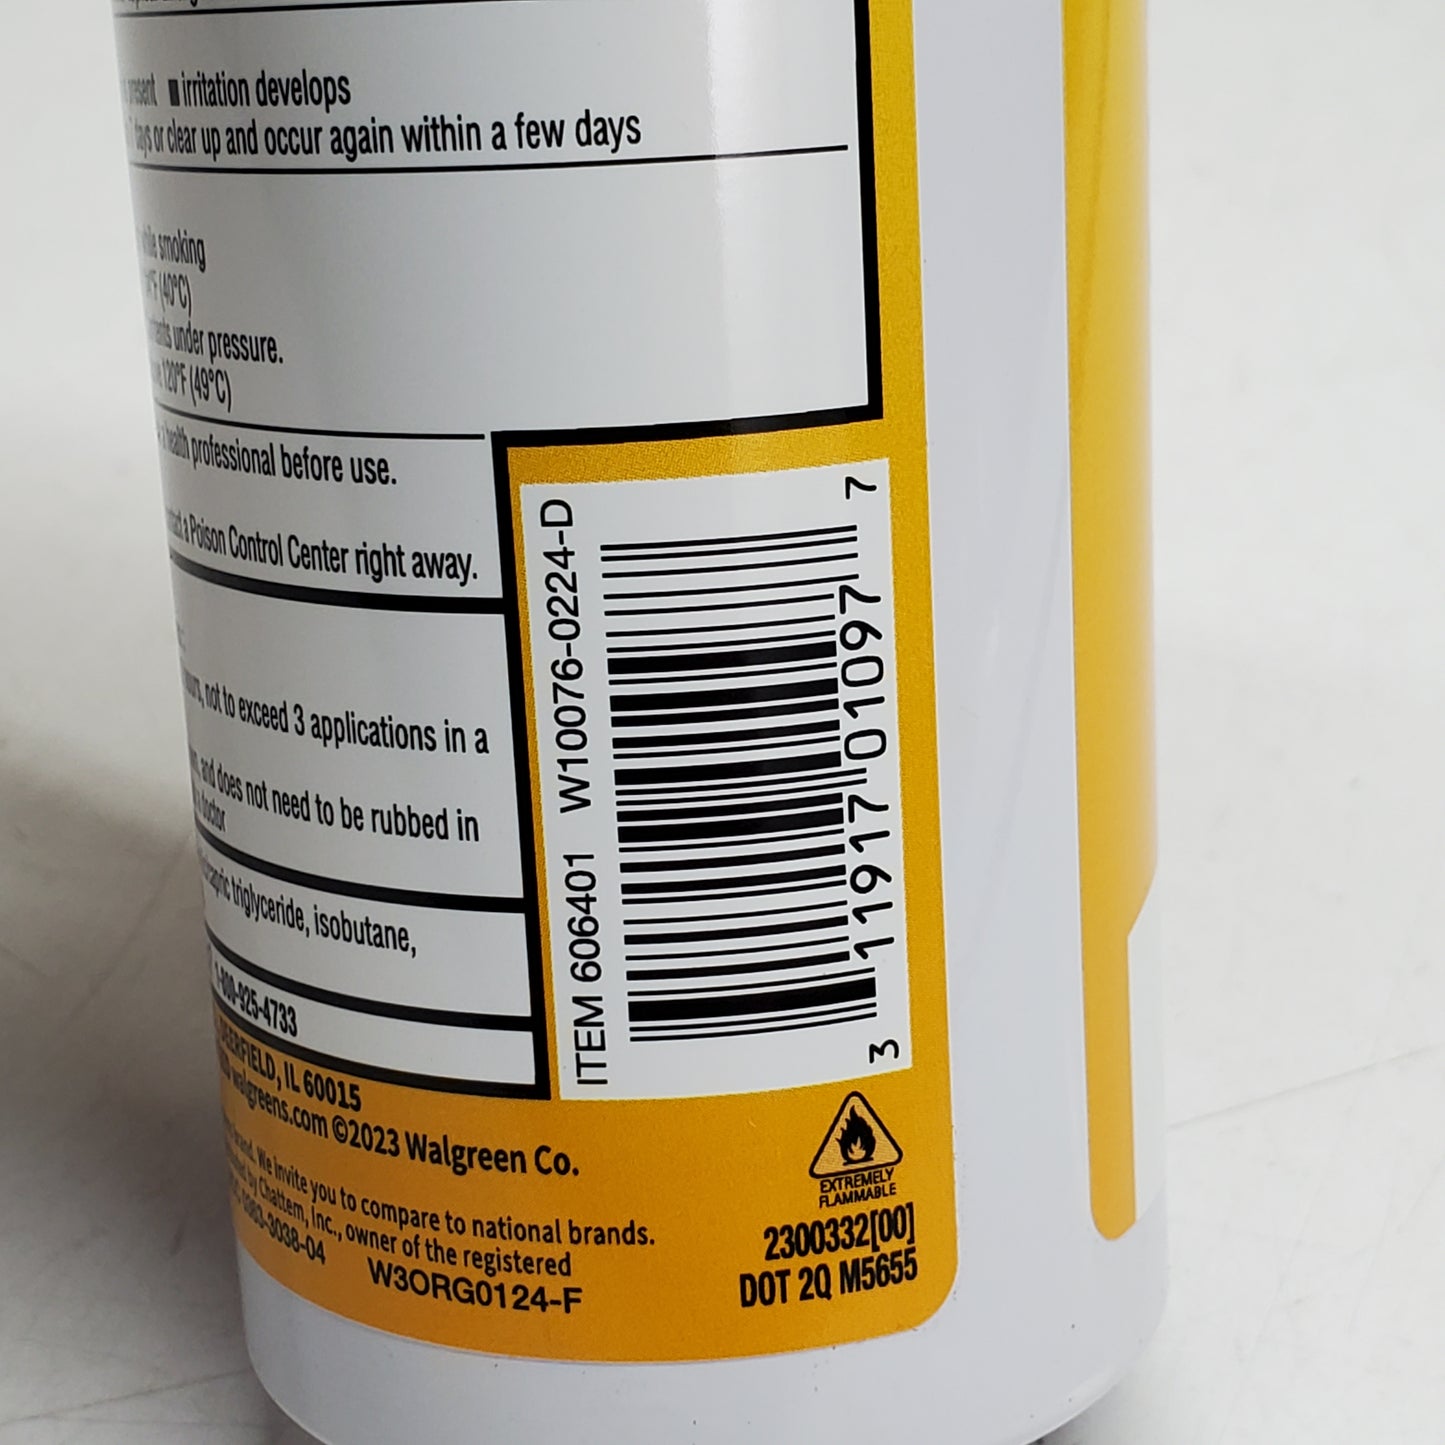 ■ irritation develops
days or clear up and occur again within a few days
while smoking
(40°C)
under pressure.
120°F (49°C)
a health professional before use.
a Poison Control Center right away.
not to exceed 3 applications in a
and does not need to be rubbed in
doctor
triglyceride, isobutane,
1-800-925-4733
DEERFIELD, IL 60015
walgreens.com ©2023 Walgreen Co.
brand. We invite you to compare to national brands.
by Chattem, Inc., owner of the registered
W3ORG0124-F
ITEM 606401 W10076-0224-D
3 11917 01097 7
EXTREMELY
FLAMMABLE
2300332[00]
DOT 2Q M5655